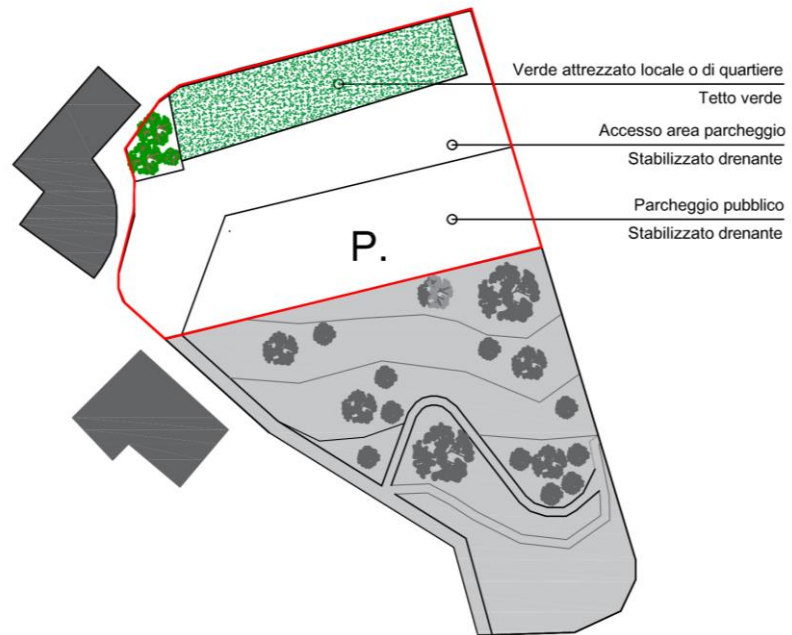 Verde attrezzato locale o di quartiere
Tetto verde
Accesso area parcheggio
Stabilizzato drenante
Parcheggio pubblico
Stabilizzato drenante
P.